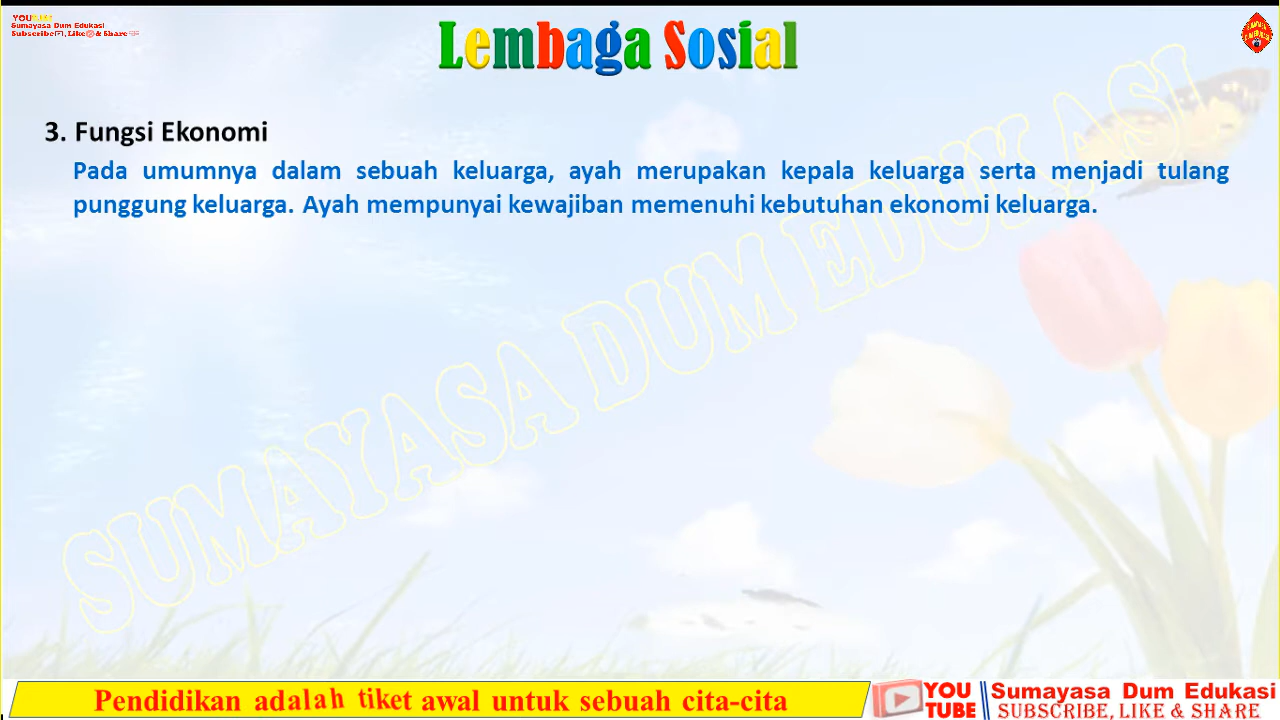 YOUTUBE
Sumayasa Dum Edukasi
Subscribe, Like & Share
Lembaga Sosial
3. Fungsi Ekonomi
Pada umumnya dalam sebuah keluarga, ayah merupakan kepala keluarga serta menjadi tulang
punggung keluarga. Ayah mempunyai kewajiban memenuhi kebutuhan ekonomi keluarga.
SUMAYASA DUM EDUKASI
Pendidikan adalah tiket awal untuk sebuah cita-cita
YOU TUBE
Sumayasa Dum Edukasi
SUBSCRIBE, LIKE & SHARE